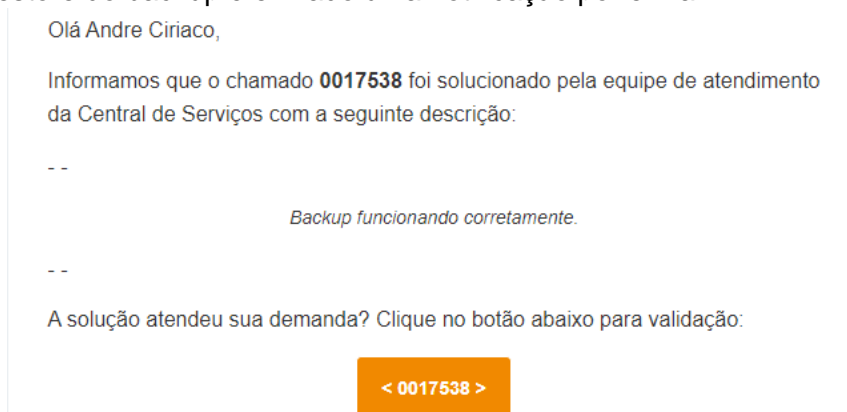 Olá Andre Ciriaco,
Informamos que o chamado 0017538 foi solucionado pela equipe de atendimento
da Central de Serviços com a seguinte descrição:
- -
Backup funcionando corretamente.
- -
A solução atendeu sua demanda? Clique no botão abaixo para validação:
< 0017538 >